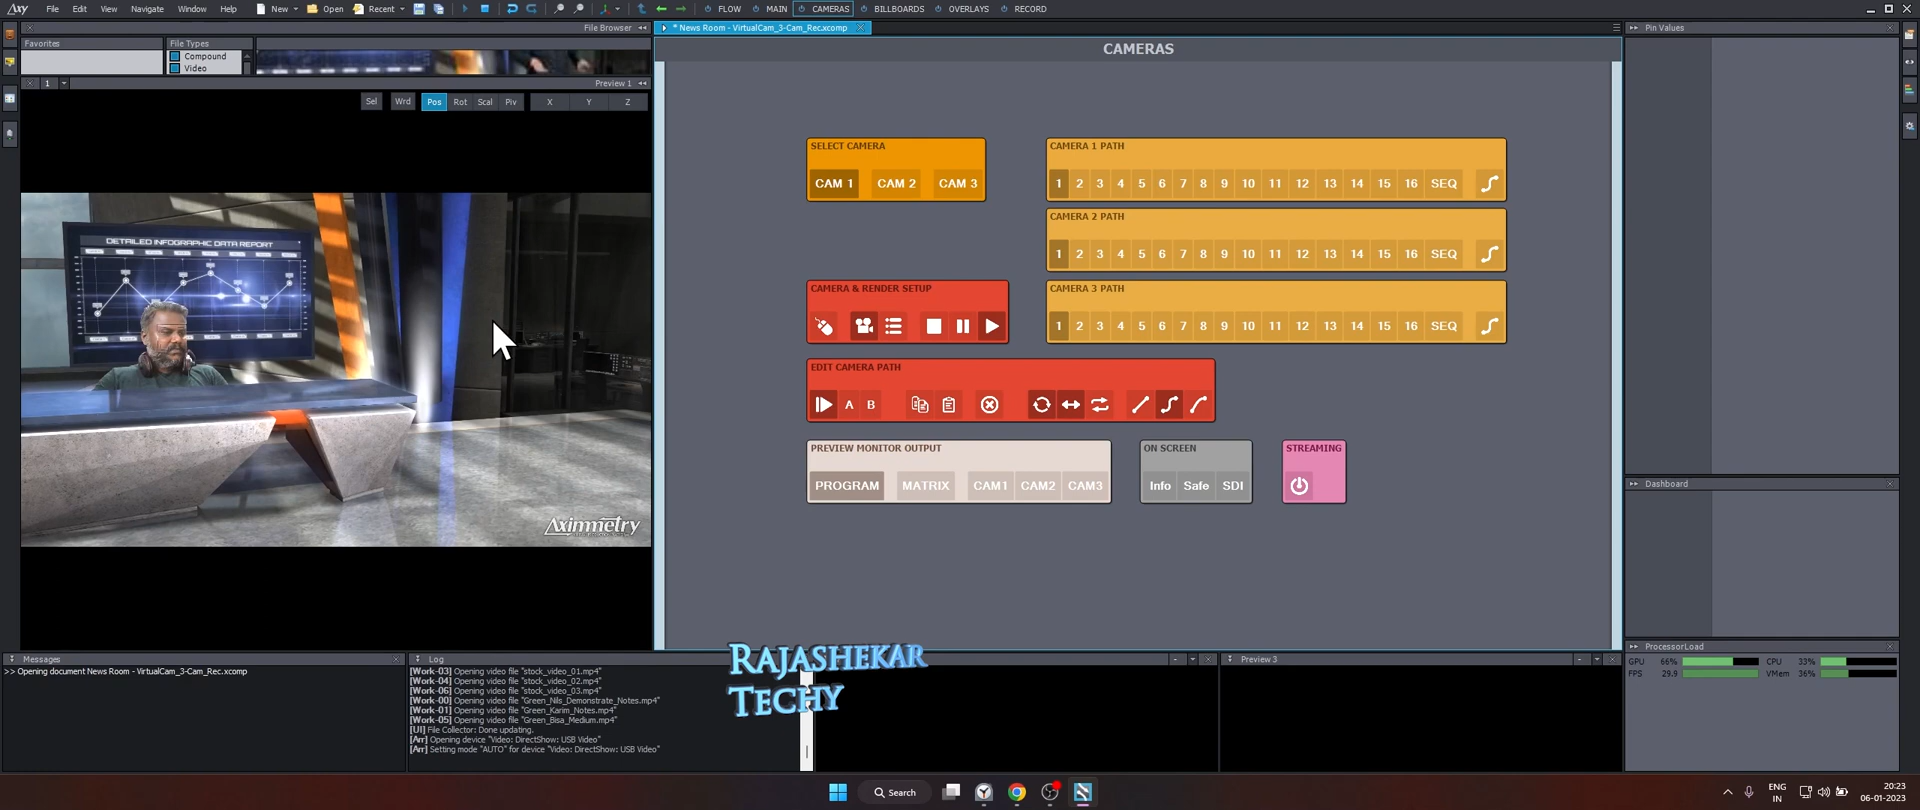 Axy File Edit View Navigate Window Help New Open Recent FLOW MAIN CAMERAS BILLBOARDS OVERLAYS RECORD
File Browser
* News Room - VirtualCam_3-Cam_Rec.xcomp
Pin Values
Favorites
File Types
Compound
Video
CAMERAS
1
Preview 1
Sel Wrd Pos Rot Scal Piv X Y Z
SELECT CAMERA
CAM 1 CAM 2 CAM 3
CAMERA 1 PATH
1 2 3 4 5 6 7 8 9 10 11 12 13 14 15 16 SEQ
CAMERA 2 PATH
1 2 3 4 5 6 7 8 9 10 11 12 13 14 15 16 SEQ
DETAILED INFOGRAPHIC DATA REPORT
CAMERA & RENDER SETUP
CAMERA 3 PATH
1 2 3 4 5 6 7 8 9 10 11 12 13 14 15 16 SEQ
EDIT CAMERA PATH
A B
PREVIEW MONITOR OUTPUT
PROGRAM MATRIX CAM1 CAM2 CAM3
ON SCREEN
Info Safe SDI
STREAMING
Aximmetry
Dashboard
Messages
>> Opening document News Room - VirtualCam_3-Cam_Rec.xcomp
Log
[Work-03] Opening video file "stock_video_01.mp4"
[Work-04] Opening video file "stock_video_02.mp4"
[Work-06] Opening video file "stock_video_03.mp4"
[Work-00] Opening video file "Green_Nils_Demonstrate_Notes.mp4"
[Work-01] Opening video file "Green_Karim_Notes.mp4"
[Work-05] Opening video file "Green_Bisa_Medium.mp4"
[UI] File Collector: Done updating.
[Arr] Opening device "Video: DirectShow: USB Video"
[Arr] Setting mode "AUTO" for device "Video: DirectShow: USB Video"
RAJASHEKAR
TECHY
Preview 3
ProcessorLoad
GPU 66% CPU 33%
FPS 29.9 VMem 36%
Search
ENG
IN
20:23
06-01-2023